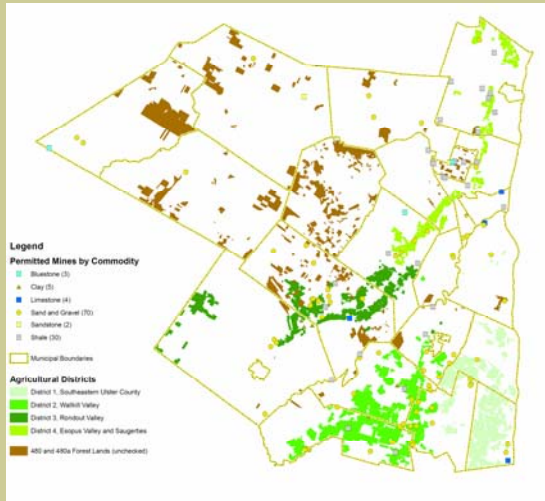 Legend
Permitted Mines by Commodity
Bluestone (3)
Clay (5)
Limestone (4)
Sand and Gravel (70)
Sandstone (2)
Shale (30)
Municipal Boundaries
Agricultural Districts
District 1, Southeastern Ulster County
District 2, Wallkill Valley
District 3, Rondout Valley
District 4, Esopus Valley and Saugerties
480 and 480a Forest Lands (unchecked)